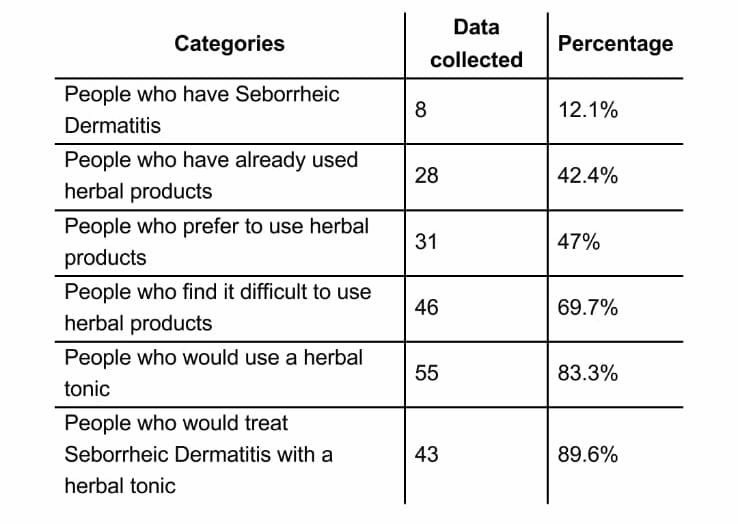 Categories
Data
collected
Percentage
People who have Seborrheic
Dermatitis
8
12.1%
People who have already used
herbal products
28
42.4%
People who prefer to use herbal
products
31
47%
People who find it difficult to use
herbal products
46
69.7%
People who would use a herbal
tonic
55
83.3%
People who would treat
Seborrheic Dermatitis with a
herbal tonic
43
89.6%